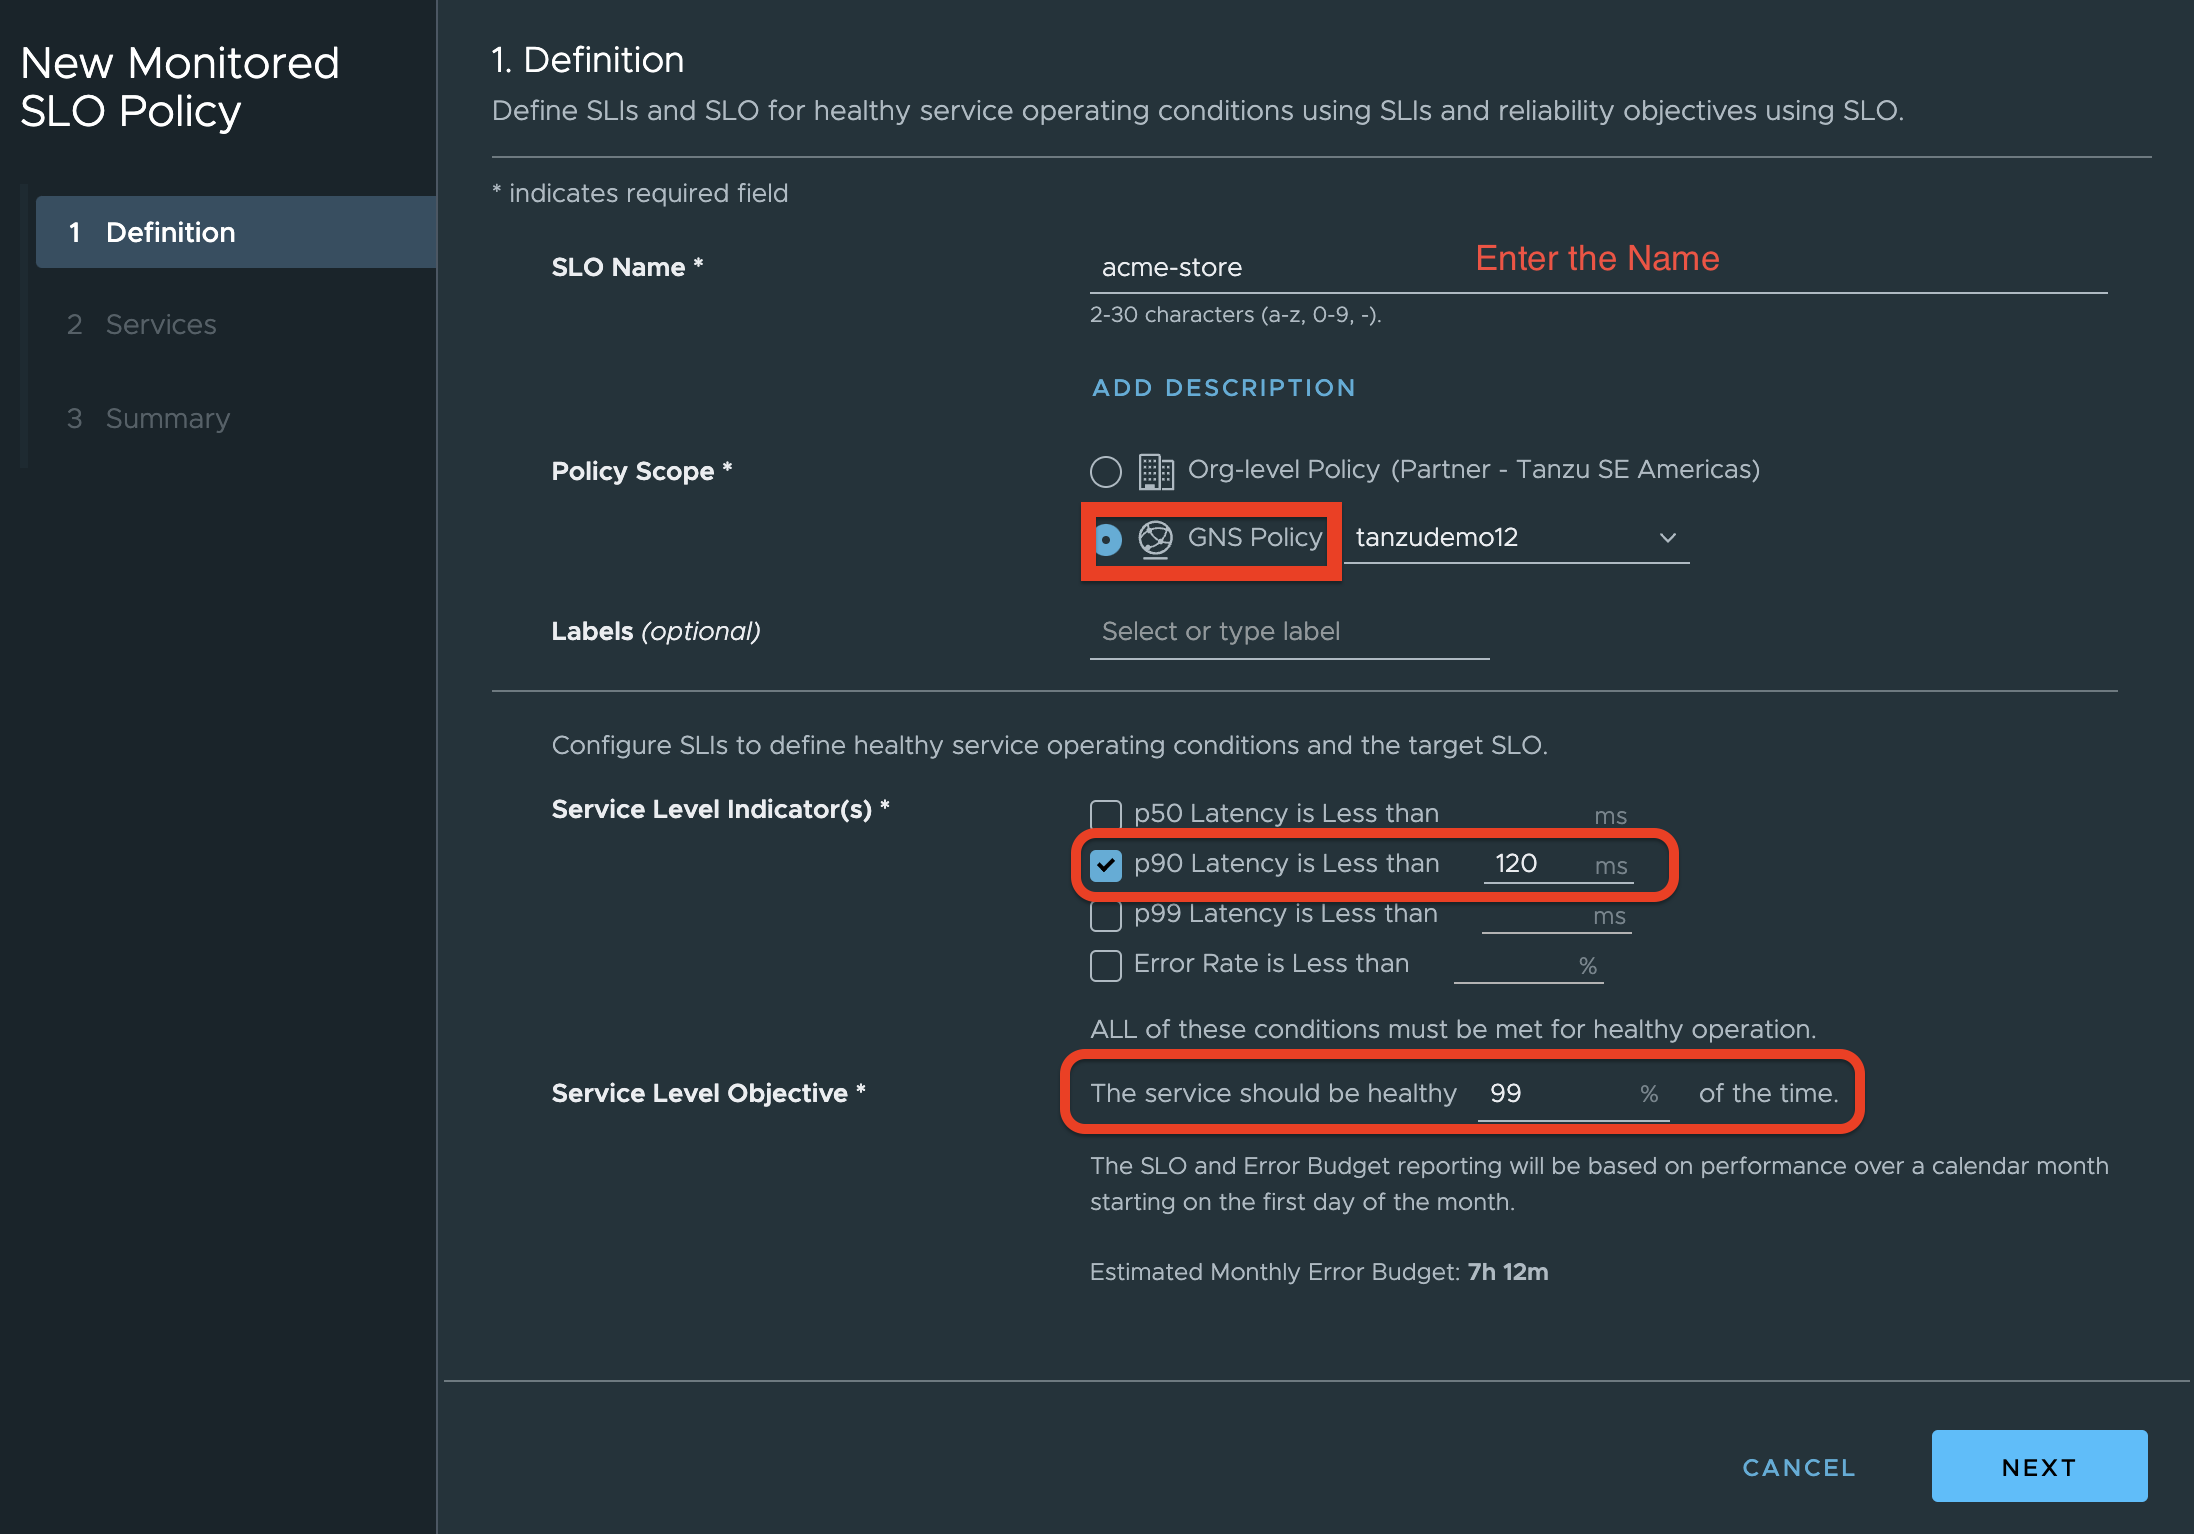 New Monitored
SLO Policy
1 Definition
2 Services
3 Summary
1. Definition
Define SLIs and SLO for healthy service operating conditions using SLIs and reliability objectives using SLO.
* indicates required field
SLO Name *
acme-store
Enter the Name
2-30 characters (a-z, 0-9, -).
ADD DESCRIPTION
Policy Scope *
Org-level Policy (Partner - Tanzu SE Americas)
GNS Policy
tanzudemo12
Labels (optional)
Select or type label
Configure SLIs to define healthy service operating conditions and the target SLO.
Service Level Indicator(s) *
p50 Latency is Less than ms
p90 Latency is Less than 120 ms
p99 Latency is Less than ms
Error Rate is Less than %
ALL of these conditions must be met for healthy operation.
Service Level Objective *
The service should be healthy 99 % of the time.
The SLO and Error Budget reporting will be based on performance over a calendar month
starting on the first day of the month.
Estimated Monthly Error Budget: 7h 12m
CANCEL
NEXT